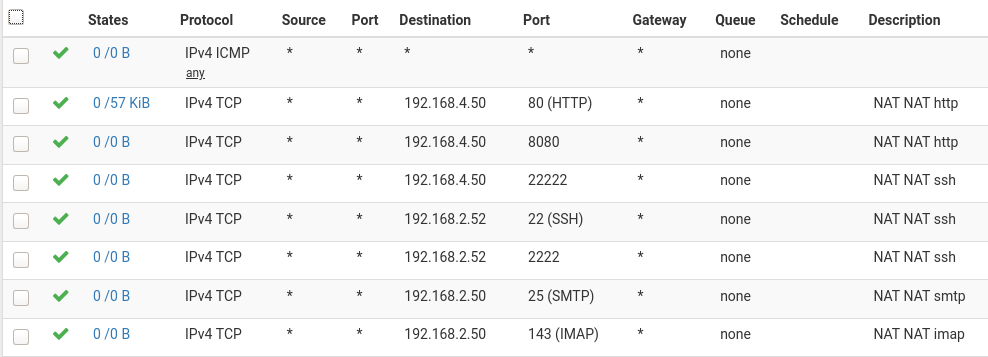 States Protocol Source Port Destination Port Gateway Queue Schedule Description
0 /0 B IPv4 ICMP * * * * * none
any
0 /57 KiB IPv4 TCP * * 192.168.4.50 80 (HTTP) * none NAT NAT http
0 /0 B IPv4 TCP * * 192.168.4.50 8080 * none NAT NAT http
0 /0 B IPv4 TCP * * 192.168.4.50 22222 * none NAT NAT ssh
0 /0 B IPv4 TCP * * 192.168.2.52 22 (SSH) * none NAT NAT ssh
0 /0 B IPv4 TCP * * 192.168.2.52 2222 * none NAT NAT ssh
0 /0 B IPv4 TCP * * 192.168.2.50 25 (SMTP) * none NAT NAT smtp
0 /0 B IPv4 TCP * * 192.168.2.50 143 (IMAP) * none NAT NAT imap